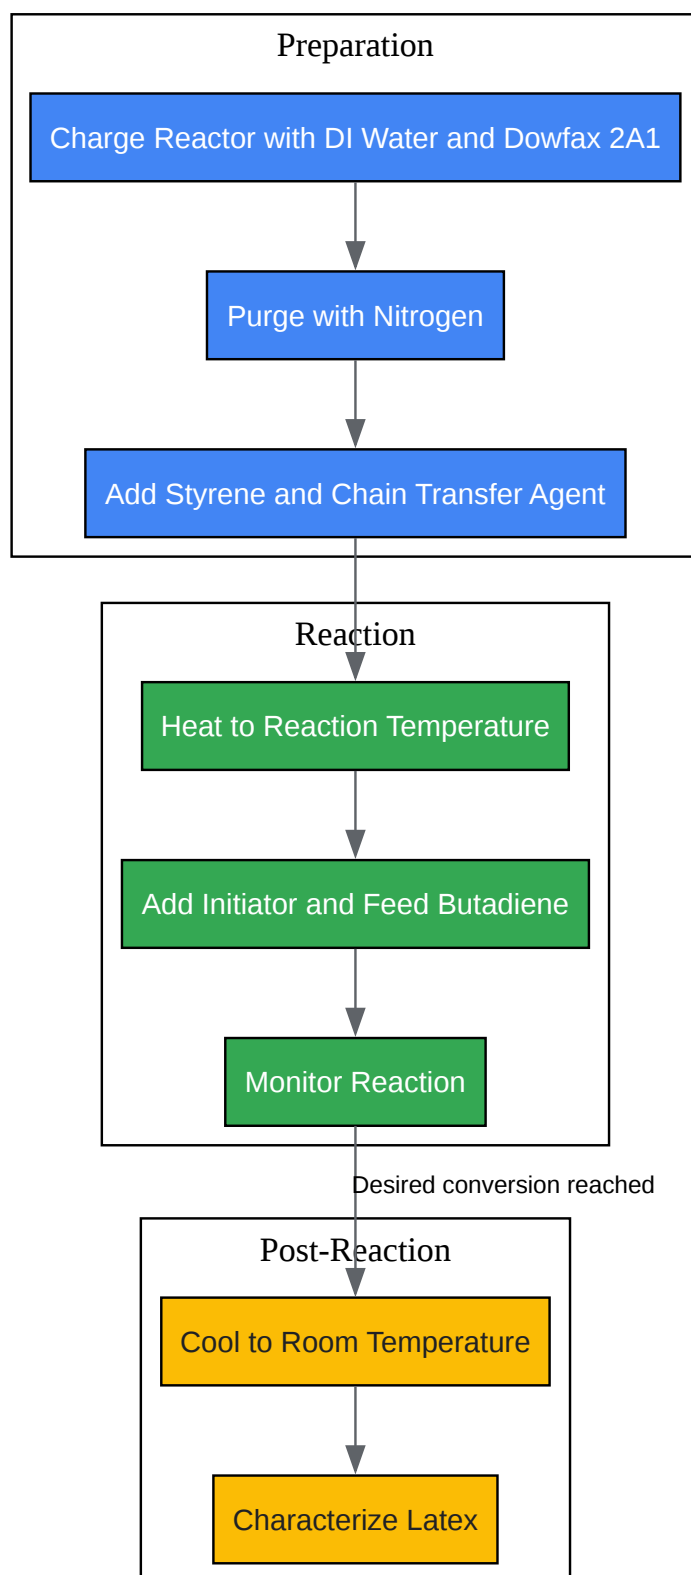 Preparation
Charge Reactor with DI Water and Dowfax 2A1
Purge with Nitrogen
Add Styrene and Chain Transfer Agent
Reaction
Heat to Reaction Temperature
Add Initiator and Feed Butadiene
Monitor Reaction
Desired conversion reached
Post-Reaction
Cool to Room Temperature
Characterize Latex